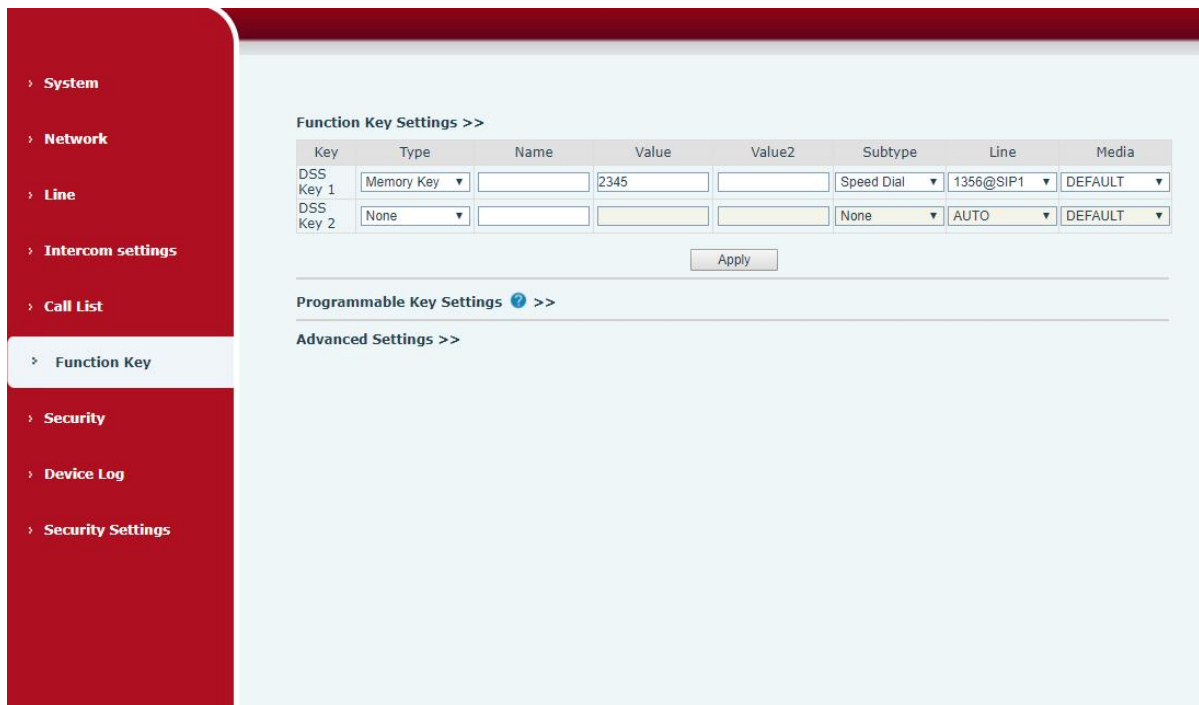 System
Network
Line
Intercom settings
Call List
Function Key
Security
Device Log
Security Settings
Function Key Settings >>
Key Type Name Value Value2 Subtype Line Media
DSS Key 1 Memory Key 2345 Speed Dial 1356@SIP1 DEFAULT
DSS Key 2 None None AUTO DEFAULT
Apply
Programmable Key Settings ? >>
Advanced Settings >>